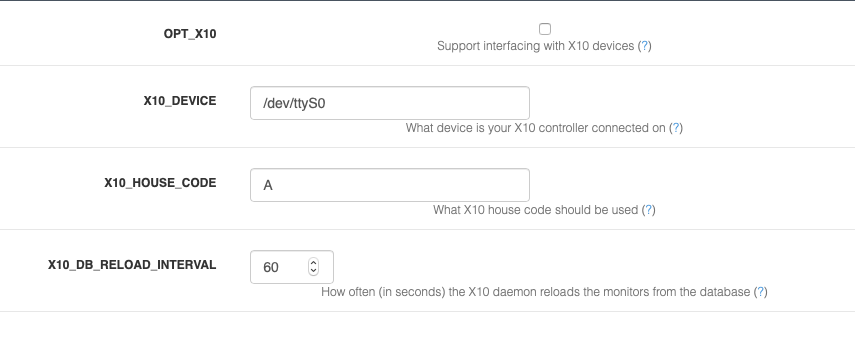 OPT_X10
Support interfacing with X10 devices (?)
X10_DEVICE
/dev/ttyS0
What device is your X10 controller connected on (?)
X10_HOUSE_CODE
A
What X10 house code should be used (?)
X10_DB_RELOAD_INTERVAL
60
How often (in seconds) the X10 daemon reloads the monitors from the database (?)